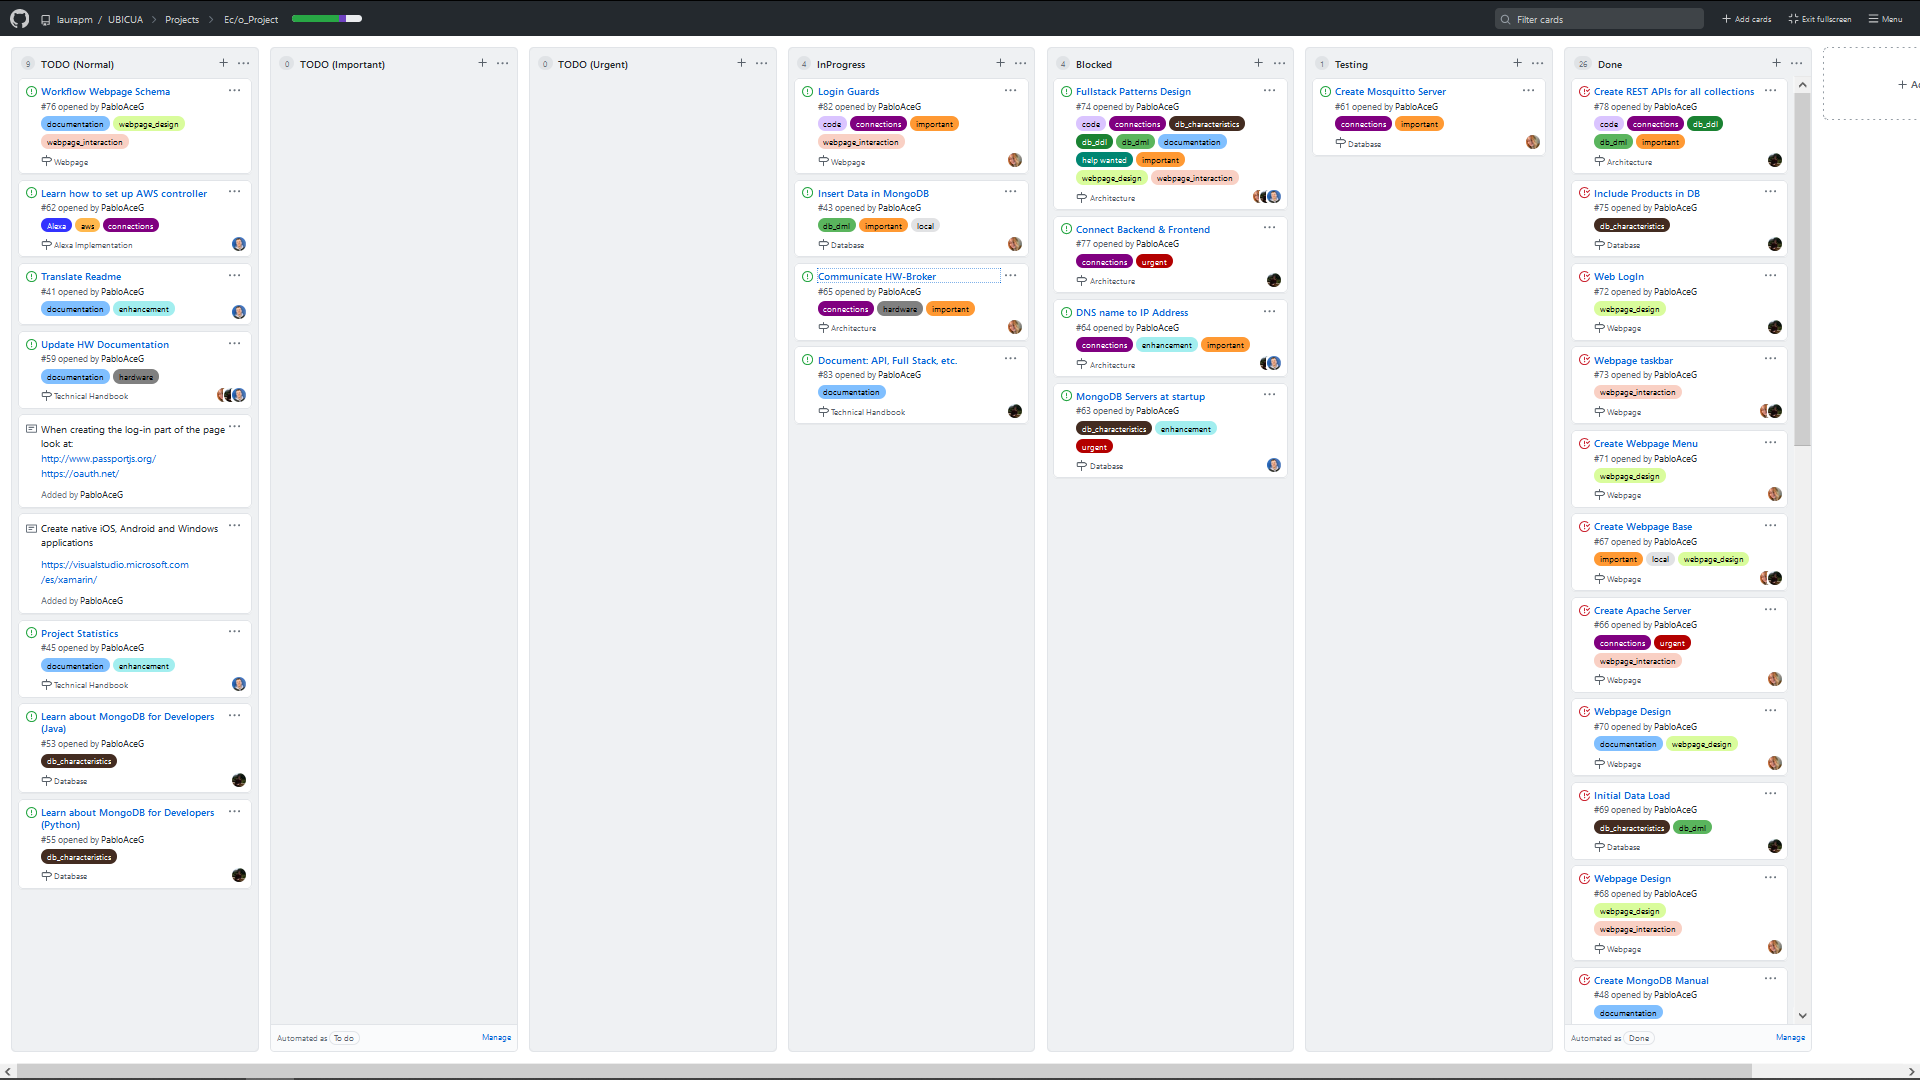 laurapm / UBICUA > Projects > Ec/o_Project
Filter cards
Add cards
Exit fullscreen
Menu
9 TODO (Normal)
Workflow Webpage Schema
#76 opened by PabloAceG
documentation webpage_design
webpage_interaction
Webpage
Learn how to set up AWS controller
#62 opened by PabloAceG
Alexa aws connections
Alexa Implementation
Translate Readme
#41 opened by PabloAceG
documentation enhancement
Update HW Documentation
#59 opened by PabloAceG
documentation hardware
Technical Handbook
When creating the log-in part of the page
look at:
http://www.passportjs.org/
https://oauth.net/
Added by PabloAceG
Create native iOS, Android and Windows
applications
https://visualstudio.microsoft.com
/es/xamarin/
Added by PabloAceG
Project Statistics
#45 opened by PabloAceG
documentation enhancement
Technical Handbook
Learn about MongoDB for Developers
(Java)
#53 opened by PabloAceG
db_characteristics
Database
Learn about MongoDB for Developers
(Python)
#55 opened by PabloAceG
db_characteristics
Database
0 TODO (Important)
Automated as To do
Manage
0 TODO (Urgent)
4 InProgress
Login Guards
#82 opened by PabloAceG
code connections important
webpage_interaction
Webpage
Insert Data in MongoDB
#43 opened by PabloAceG
db_dml important local
Database
Communicate HW-Broker
#65 opened by PabloAceG
connections hardware important
Architecture
Document: API, Full Stack, etc.
#83 opened by PabloAceG
documentation
Technical Handbook
4 Blocked
Fullstack Patterns Design
#74 opened by PabloAceG
code connections db_characteristics
db_ddl db_dml documentation
help wanted important
webpage_design webpage_interaction
Architecture
Connect Backend & Frontend
#77 opened by PabloAceG
connections urgent
Architecture
DNS name to IP Address
#64 opened by PabloAceG
connections enhancement important
Architecture
MongoDB Servers at startup
#63 opened by PabloAceG
db_characteristics enhancement
urgent
Database
1 Testing
Create Mosquitto Server
#61 opened by PabloAceG
connections important
Database
26 Done
Create REST APIs for all collections
#78 opened by PabloAceG
code connections db_ddl
db_dml important
Architecture
Include Products in DB
#75 opened by PabloAceG
db_characteristics
Database
Web LogIn
#72 opened by PabloAceG
webpage_design
Webpage
Webpage taskbar
#73 opened by PabloAceG
webpage_interaction
Webpage
Create Webpage Menu
#71 opened by PabloAceG
webpage_design
Webpage
Create Webpage Base
#67 opened by PabloAceG
important local webpage_design
Webpage
Create Apache Server
#66 opened by PabloAceG
connections urgent
webpage_interaction
Webpage
Webpage Design
#70 opened by PabloAceG
documentation webpage_design
Webpage
Initial Data Load
#69 opened by PabloAceG
db_characteristics db_dml
Database
Webpage Design
#68 opened by PabloAceG
webpage_design
webpage_interaction
Webpage
Create MongoDB Manual
#48 opened by PabloAceG
documentation
Automated as Done
Manage